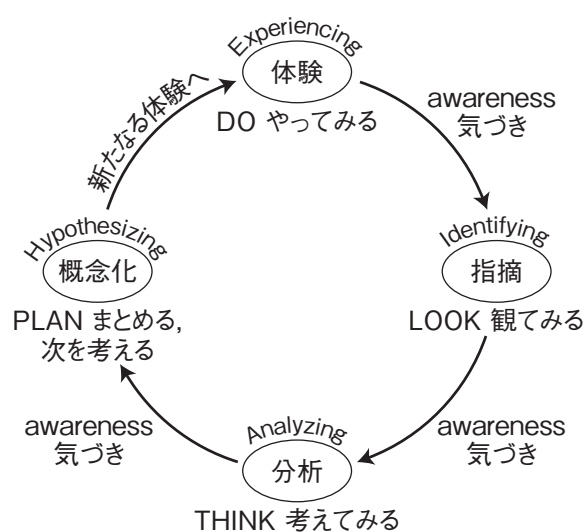 Experiencing
体験
DO やってみる
awareness
気づき
Identifying
指摘
LOOK 観てみる
awareness
気づき
Analyzing
分析
THINK 考えてみる
awareness
気づき
Hypothesizing
概念化
PLAN まとめる,
次を考える
新たなる体験へ